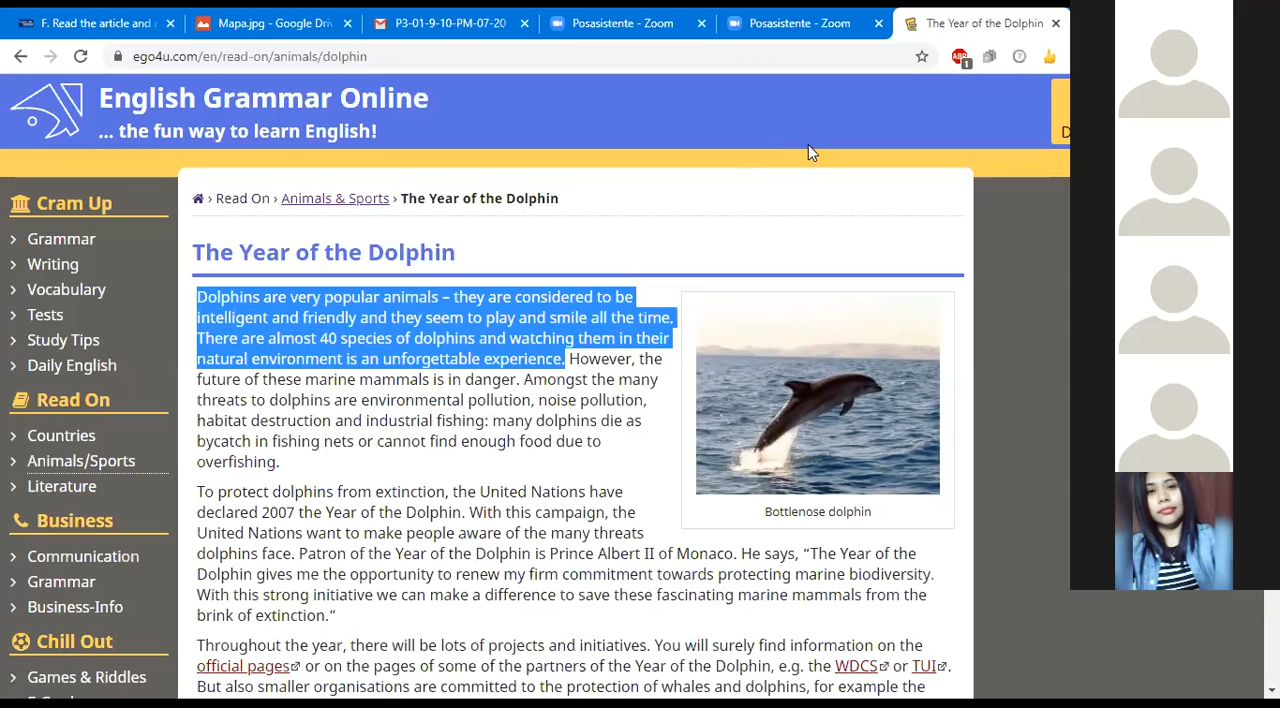 F. Read the article and
Mapa.jpg - Google Driv
P3-01-9-10-PM-07-20
Posasistente - Zoom
Posasistente - Zoom
The Year of the Dolphin
ego4u.com/en/read-on/animals/dolphin
ABP
1
English Grammar Online
... the fun way to learn English!
D
Cram Up
Grammar
Writing
Vocabulary
Tests
Study Tips
Daily English
Read On
Countries
Animals/Sports
Literature
Business
Communication
Grammar
Business-Info
Chill Out
Games & Riddles
› Read On › Animals & Sports › The Year of the Dolphin
The Year of the Dolphin
Dolphins are very popular animals – they are considered to be
intelligent and friendly and they seem to play and smile all the time.
There are almost 40 species of dolphins and watching them in their
natural environment is an unforgettable experience. However, the
future of these marine mammals is in danger. Amongst the many
threats to dolphins are environmental pollution, noise pollution,
habitat destruction and industrial fishing: many dolphins die as
bycatch in fishing nets or cannot find enough food due to
overfishing.
Bottlenose dolphin
To protect dolphins from extinction, the United Nations have
declared 2007 the Year of the Dolphin. With this campaign, the
United Nations want to make people aware of the many threats
dolphins face. Patron of the Year of the Dolphin is Prince Albert II of Monaco. He says, “The Year of the
Dolphin gives me the opportunity to renew my firm commitment towards protecting marine biodiversity.
With this strong initiative we can make a difference to save these fascinating marine mammals from the
brink of extinction.”
Throughout the year, there will be lots of projects and initiatives. You will surely find information on the
official pages or on the pages of some of the partners of the Year of the Dolphin, e.g. the WDCS or TUI.
But also smaller organisations are committed to the protection of whales and dolphins, for example the